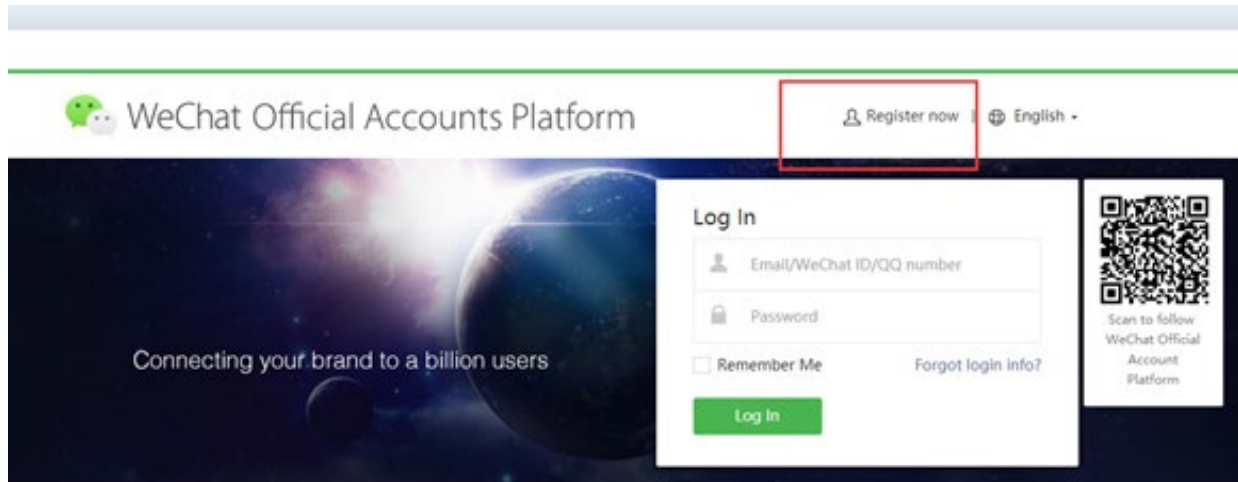 WeChat Official Accounts Platform
Register now | English
Log In
Email/WeChat ID/QQ number
Password
Remember Me Forgot login info?
Log In
Connecting your brand to a billion users
Scan to follow
WeChat Official
Account
Platform